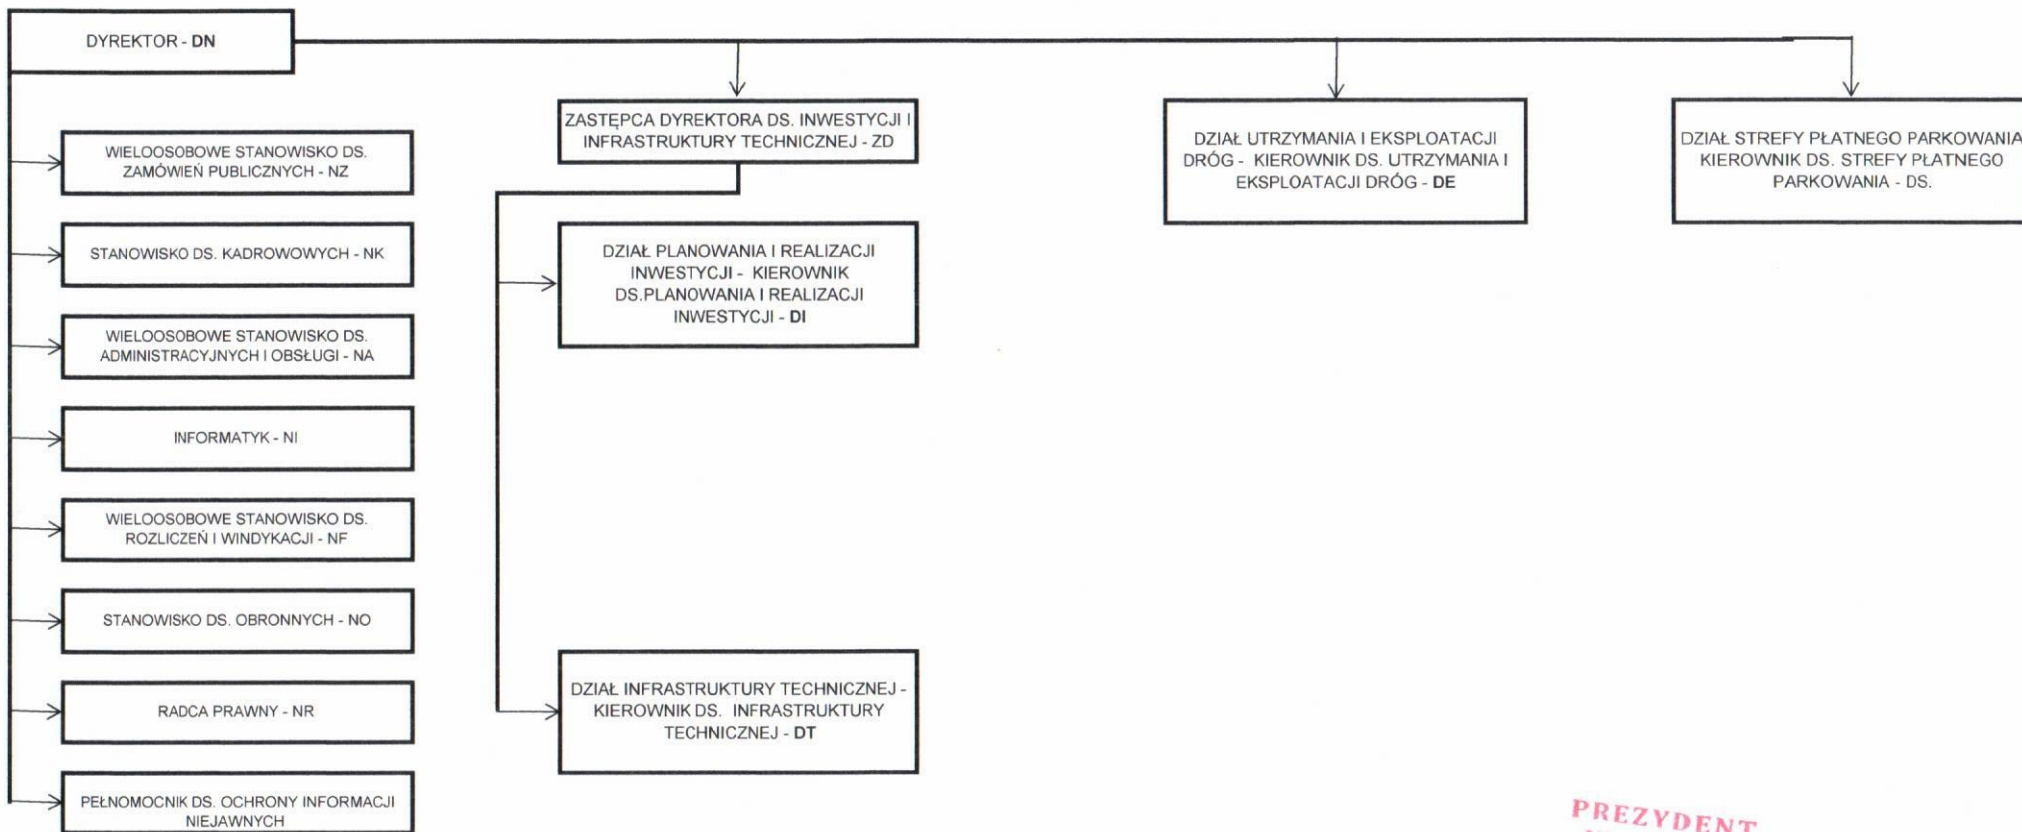 DYREKTOR - DN
WIELOOSOBOWE STANOWISKO DS.
ZAMÓWIEŃ PUBLICZNYCH - NZ
STANOWISKO DS. KADROWOWYCH - NK
WIELOOSOBOWE STANOWISKO DS.
ADMINISTRACYJNYCH I OBSŁUGI - NA
INFORMATYK - NI
WIELOOSOBOWE STANOWISKO DS.
ROZLICZEŃ I WINDYKACJI - NF
STANOWISKO DS. OBRONNYCH - NO
RADCA PRAWNY - NR
PEŁNOMOCNIK DS. OCHRONY INFORMACJI
NIEJAWNYCH
ZASTĘPCA DYREKTORA DS. INWESTYCJI I
INFRASTRUKTURY TECHNICZNEJ - ZD
DZIAŁ PLANOWANIA I REALIZACJI
INWESTYCJI - KIEROWNIK
DS.PLANOWANIA I REALIZACJI
INWESTYCJI - DI
DZIAŁ INFRASTRUKTURY TECHNICZNEJ -
KIEROWNIK DS. INFRASTRUKTURY
TECHNICZNEJ - DT
DZIAŁ UTRZYMANIA I EKSPLOATACJI
DRÓG - KIEROWNIK DS. UTRZYMANIA I
EKSPLOATACJI DRÓG - DE
DZIAŁ STREFY PŁATNEGO PARKOWANIA
KIEROWNIK DS. STREFY PŁATNEGO
PARKOWANIA - DS.
PREZYDENT